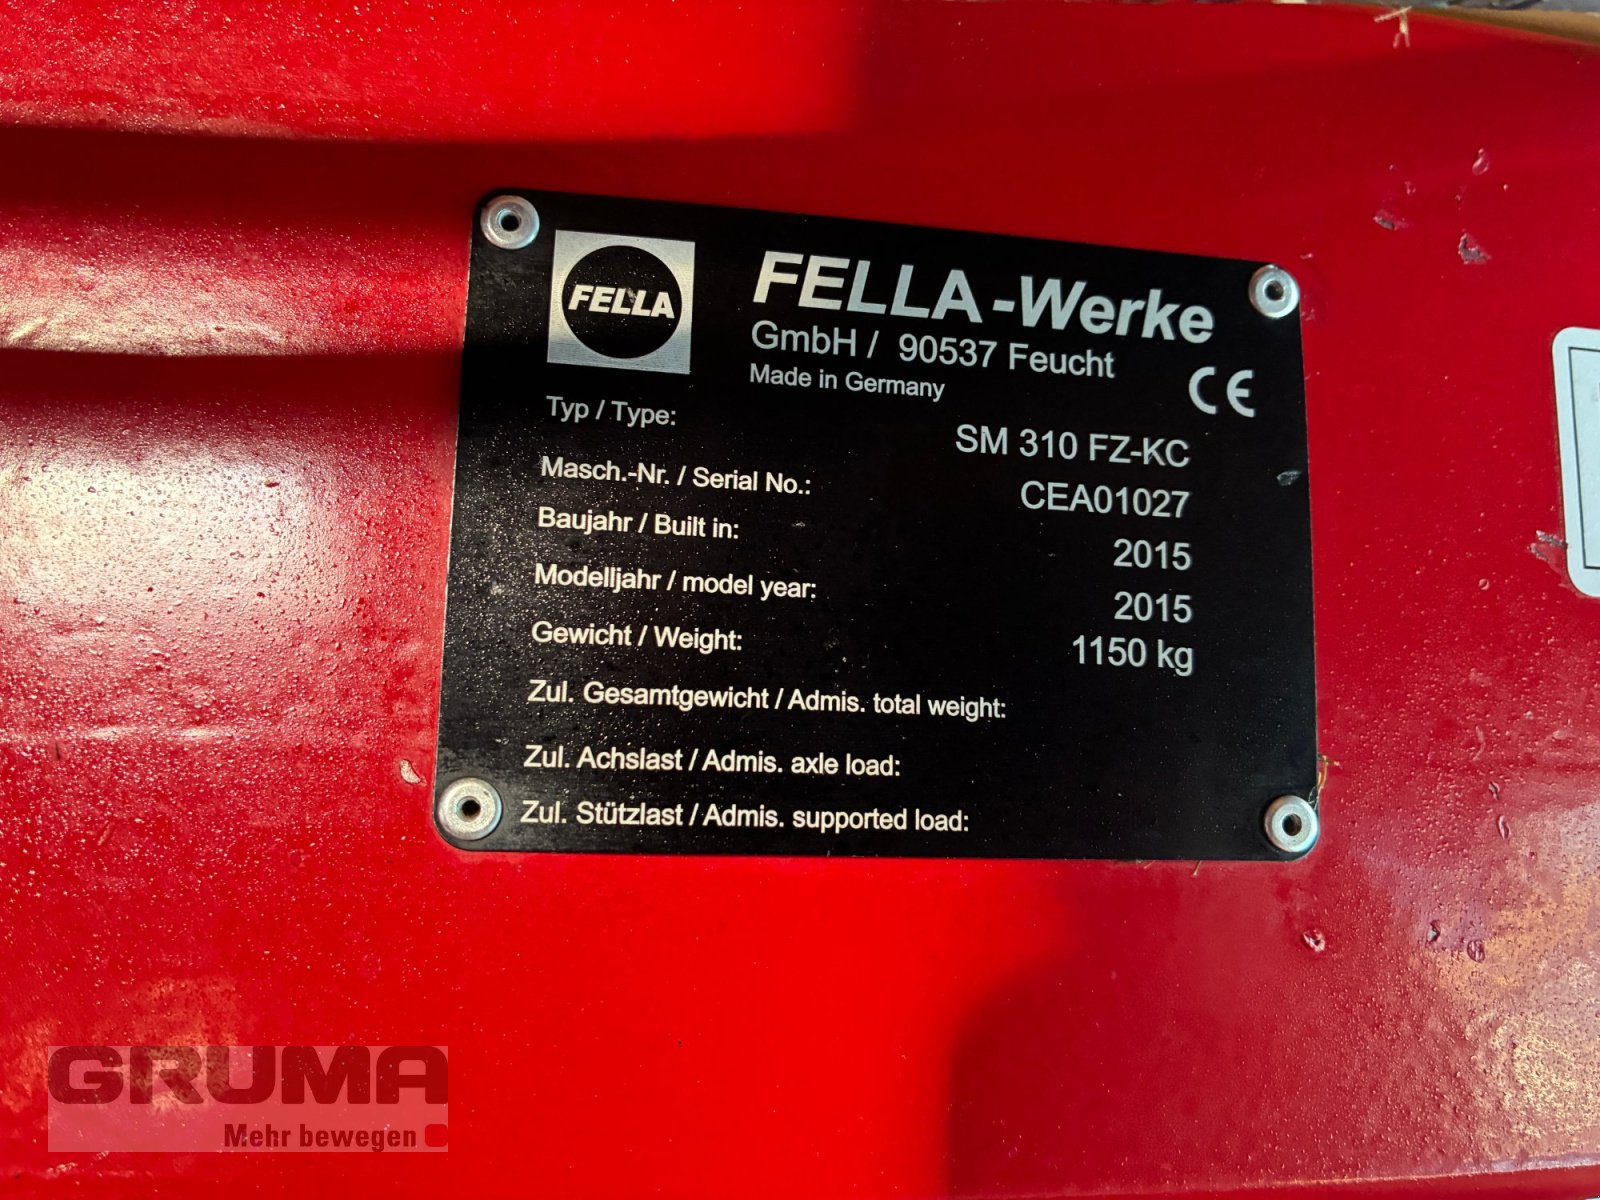 FELLA
FELLA-Werke
GmbH / 90537 Feucht
Made in Germany
CE
Typ / Type: SM 310 FZ-KC
Masch.-Nr. / Serial No.: CEA01027
Baujahr / Built in: 2015
Modelljahr / model year: 2015
Gewicht / Weight: 1150 kg
Zul. Gesamtgewicht / Admis. total weight:
Zul. Achslast / Admis. axle load:
Zul. Stützlast / Admis. supported load:
GRUMA
Mehr bewegen